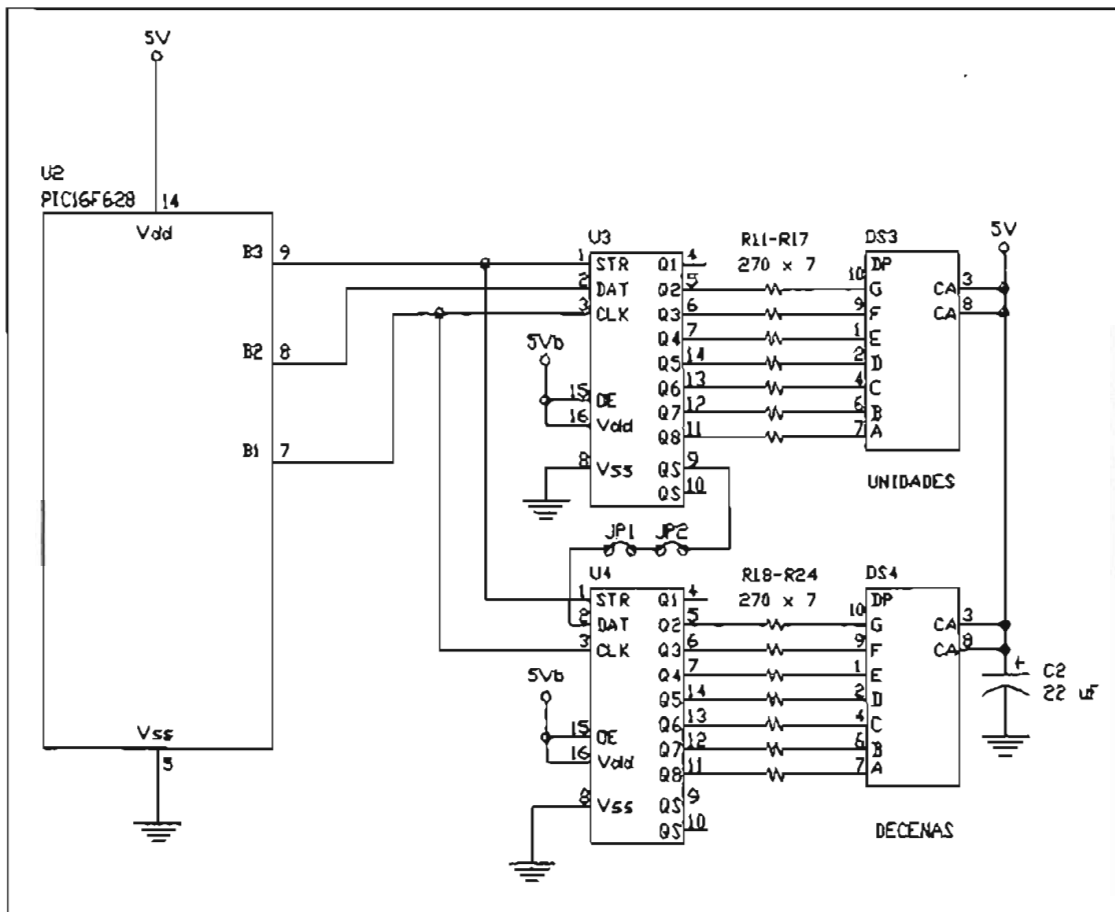 5V
U2
PIC16F628
14
Vdd
B3 9
B2 8
B1 7
Vss
5
U3
1 STR Q1 4
2 DAT Q2 5
3 CLK Q3 6
Q4 7
Q5 14
15 OE Q6 13
16 Vdd Q7 12
Q8 11
8 Vss QS 9
QS 10
5Vb
R11-R17
270 x 7
DS3
DP
10 G
9 F
1 E
2 D
4 C
6 B
7 A
CA 3
CA 8
5V
UNIDADES
JP1 JP2
U4
1 STR Q1 4
2 DAT Q2 5
3 CLK Q3 6
Q4 7
Q5 14
15 OE Q6 13
16 Vdd Q7 12
Q8 11
8 Vss QS 9
QS 10
5Vb
R18-R24
270 x 7
DS4
DP
10 G
9 F
1 E
2 D
4 C
6 B
7 A
CA 3
CA 8
+ C2
22 uF
DECENAS